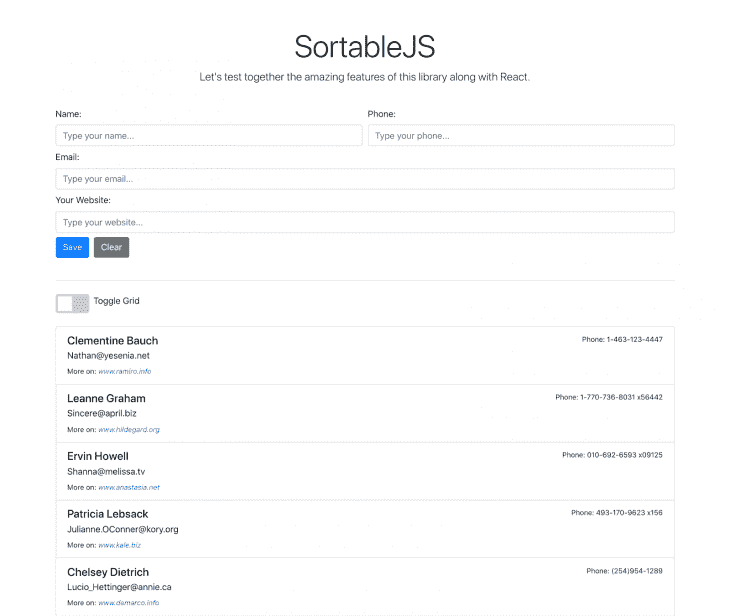 SortableJS
Let's test together the amazing features of this library along with React.
Name: Phone:
Type your name... Type your phone...
Email:
Type your email...
Your Website:
Type your website...
Save Clear
Toggle Grid
Clementine Bauch Phone: 1-463-123-4447
Nathan@yesenia.net
More on: www.ramiro.info
Leanne Graham Phone: 1-770-736-8031 x56442
Sincere@april.biz
More on: www.hildegard.org
Ervin Howell Phone: 010-692-6593 x09125
Shanna@melissa.tv
More on: www.anastasia.net
Patricia Lebsack Phone: 493-170-9623 x156
Julianne.OConner@kory.org
More on: www.kale.biz
Chelsey Dietrich Phone: (254)954-1289
Lucio_Hettinger@annie.ca
More on: www.demarco.info